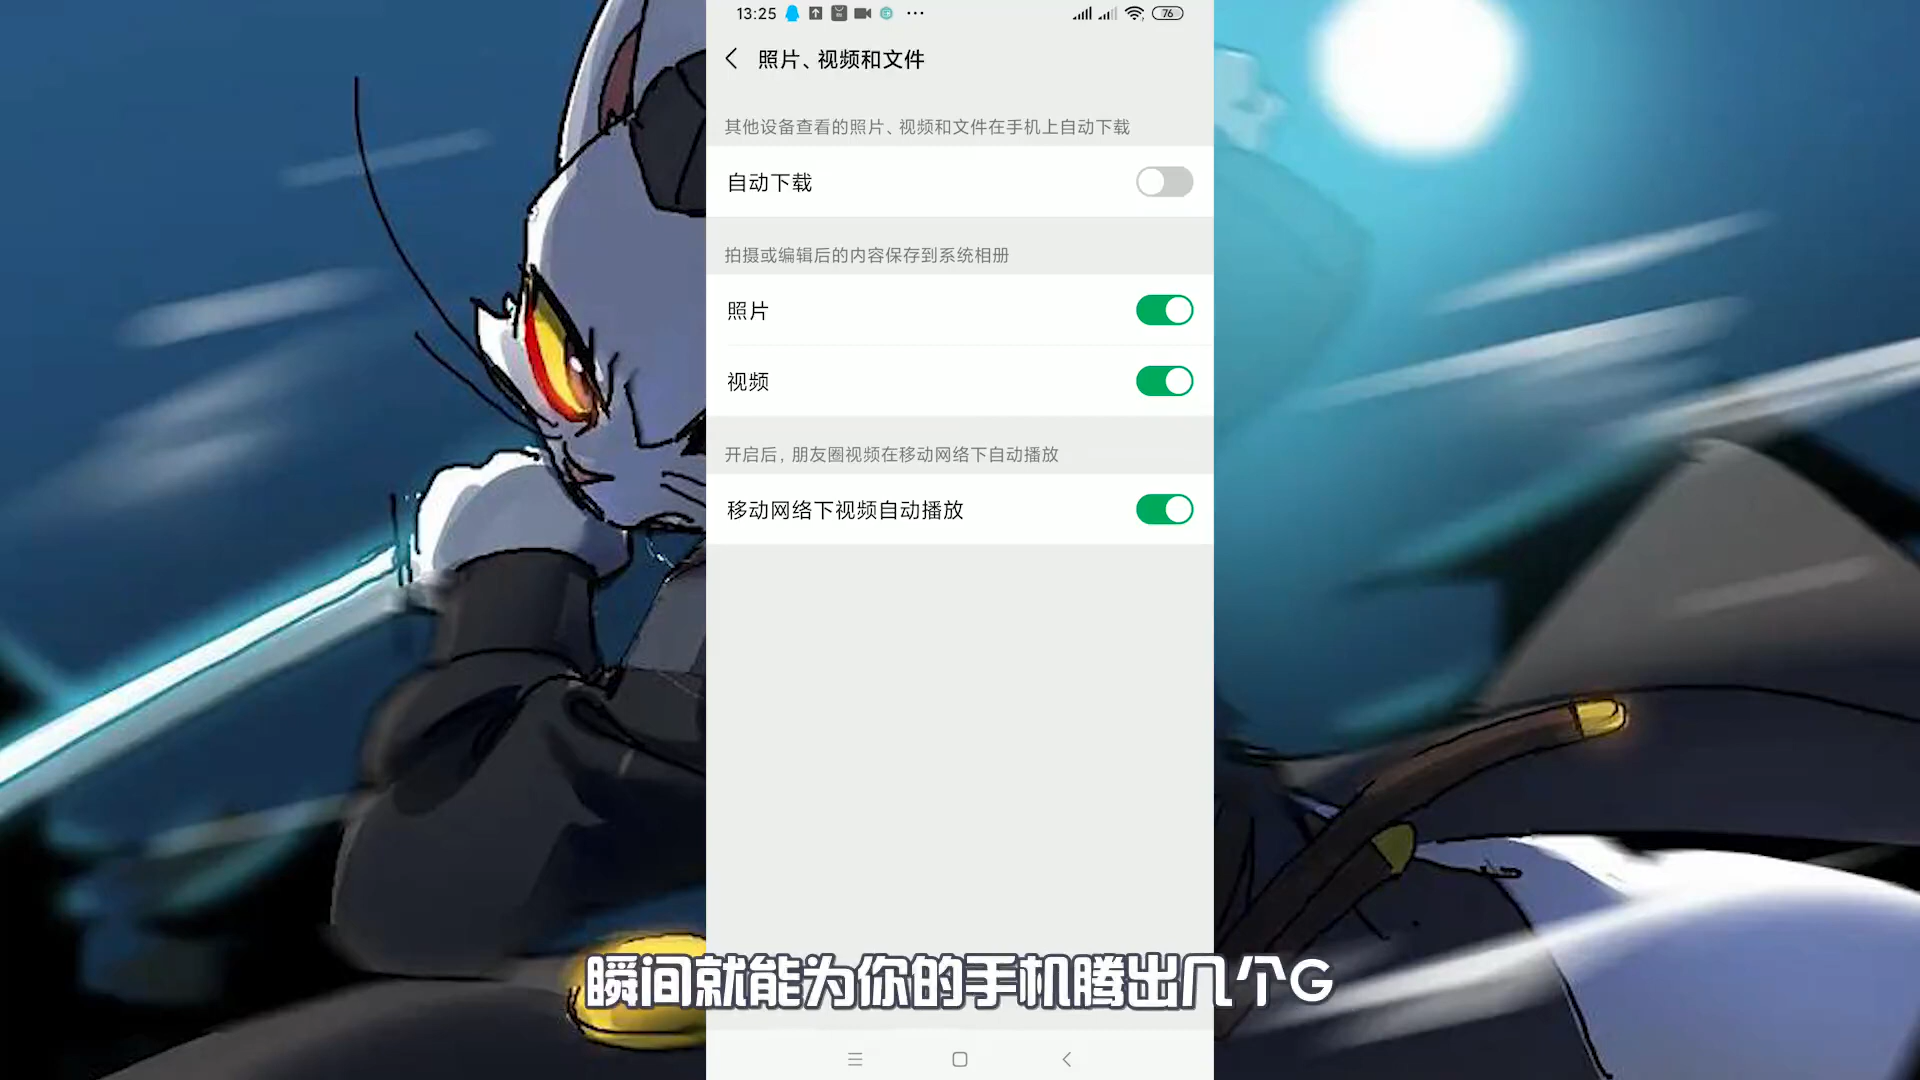 13:25
76
照片、视频和文件
其他设备查看的照片、视频和文件在手机上自动下载
自动下载
拍摄或编辑后的内容保存到系统相册
照片
视频
开启后，朋友圈视频在移动网络下自动播放
移动网络下视频自动播放
瞬间就能为你的手机腾出几个G